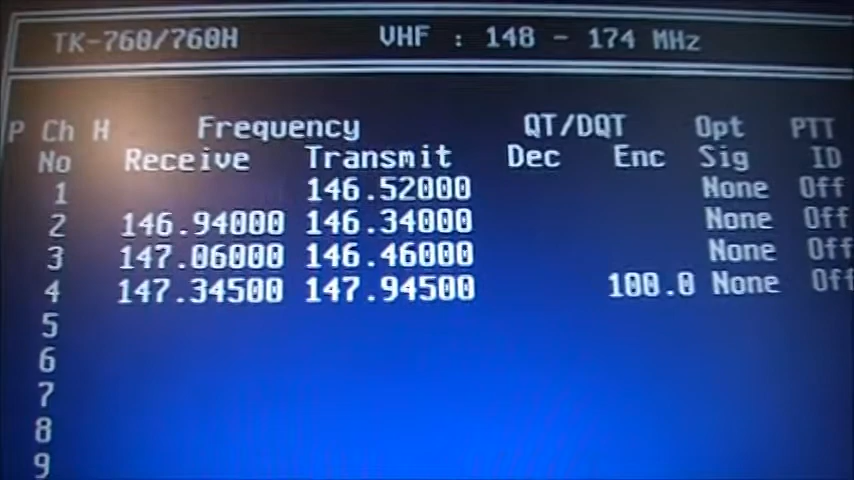 TK-760/760H VHF : 148 - 174 MHz
P Ch H Frequency QT/DQT Opt PTT
No Receive Transmit Dec Enc Sig ID
1 146.52000 None Off
2 146.94000 146.34000 None Off
3 147.06000 146.46000 None Off
4 147.34500 147.94500 100.0 None Off
5
6
7
8
9